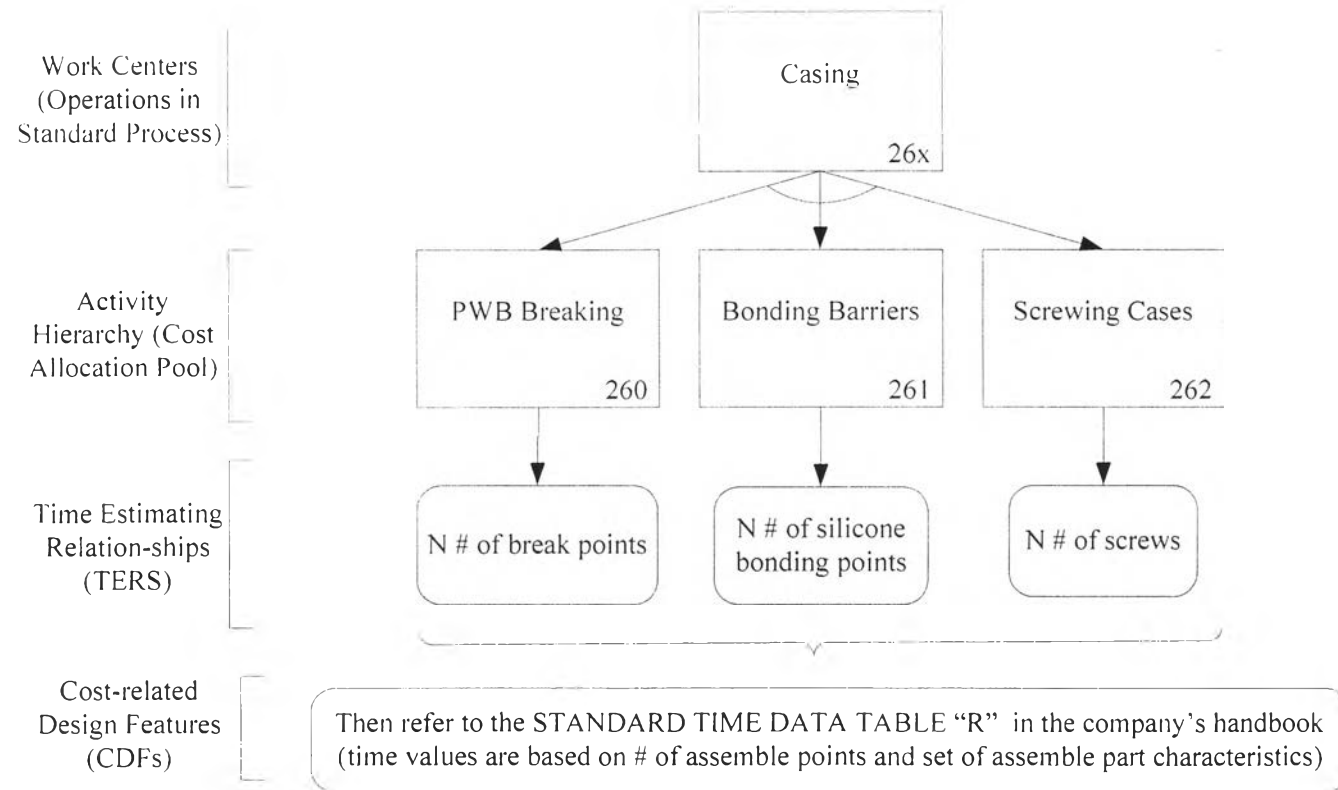 Work Centers
(Operations in
Standard Process)
Casing
26x
Activity
Hierarchy (Cost
Allocation Pool)
PWB Breaking
260
Bonding Barriers
261
Screwing Cases
262
Time Estimating
Relation-ships
(TERS)
N # of break points
N # of silicone
bonding points
N # of screws
Cost-related
Design Features
(CDFs)
Then refer to the STANDARD TIME DATA TABLE “R” in the company’s handbook
(time values are based on # of assemble points and set of assemble part characteristics)